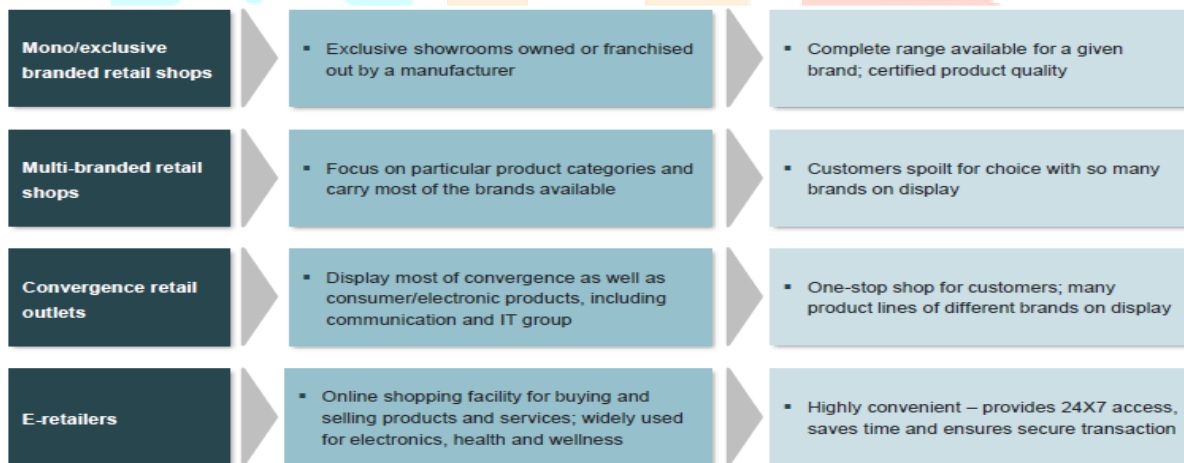 Mono/exclusive
branded retail shops
▪ Exclusive showrooms owned or franchised
out by a manufacturer
▪ Complete range available for a given
brand; certified product quality
Multi-branded retail
shops
▪ Focus on particular product categories and
carry most of the brands available
▪ Customers spoilt for choice with so many
brands on display
Convergence retail
outlets
▪ Display most of convergence as well as
consumer/electronic products, including
communication and IT group
▪ One-stop shop for customers; many
product lines of different brands on display
E-retailers
▪ Online shopping facility for buying and
selling products and services; widely used
for electronics, health and wellness
▪ Highly convenient – provides 24X7 access,
saves time and ensures secure transaction